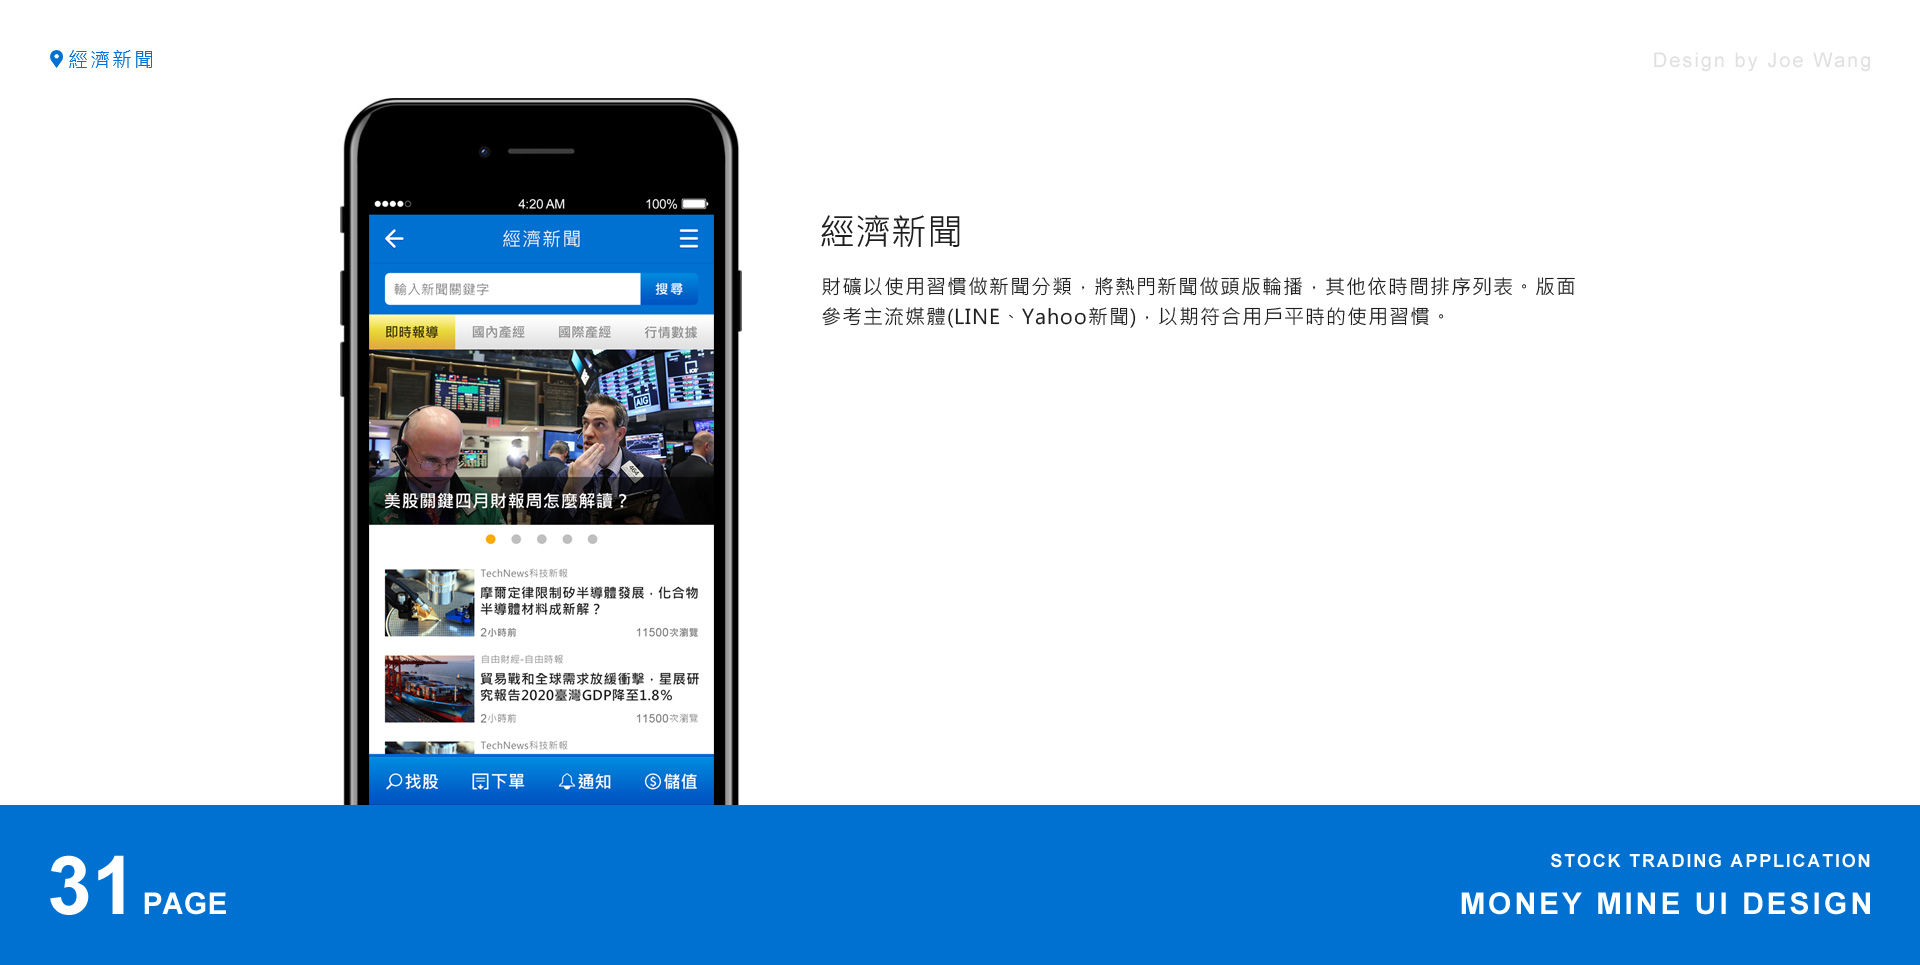 經濟新聞
Design by Joe Wang
4:20 AM
100%
經濟新聞
輸入新聞關鍵字
搜尋
即時報導
國內產經
國際產經
行情數據
AIG
美股關鍵四月財報周怎麼解讀？
TechNews科技新報
摩爾定律限制矽半導體發展，化合物
半導體材料成新解？
2小時前
11500次瀏覽
自由財經-自由時報
貿易戰和全球需求放緩衝擊，星展研
究報告2020臺灣GDP降至1.8%
2小時前
11500次瀏覽
TechNews科技新報
找股
下單
通知
儲值
經濟新聞
財礦以使用習慣做新聞分類，將熱門新聞做頭版輪播，其他依時間排序列表。版面
參考主流媒體(LINE、Yahoo新聞)，以期符合用戶平時的使用習慣。
31 PAGE
STOCK TRADING APPLICATION
MONEY MINE UI DESIGN